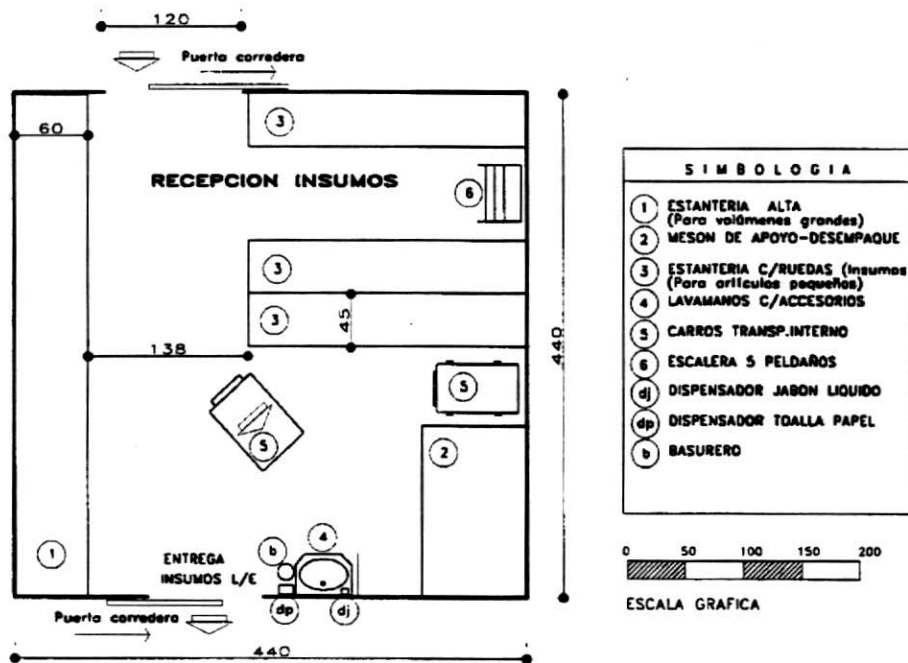 120
Puerta corredera
60
3
RECEPCION INSUMOS
6
3
3
45
138
440
5
5
2
1
ENTREGA
INSUMOS L/E
b
4
dp
dj
Puerta corredera
440
SIMBOLOGIA
1 ESTANTERIA ALTA
(Para volúmenes grandes)
2 MESON DE APOYO-DESEMPAQUE
3 ESTANTERIA C/RUEDAS (Insumos
(Para artículos pequeños)
4 LAVAMANOS C/ACCESORIOS
5 CARROS TRANSP.INTERNO
6 ESCALERA 5 PELDAÑOS
dj DISPENSADOR JABON LIQUIDO
dp DISPENSADOR TOALLA PAPEL
b BASURERO
0 50 100 150 200
ESCALA GRAFICA